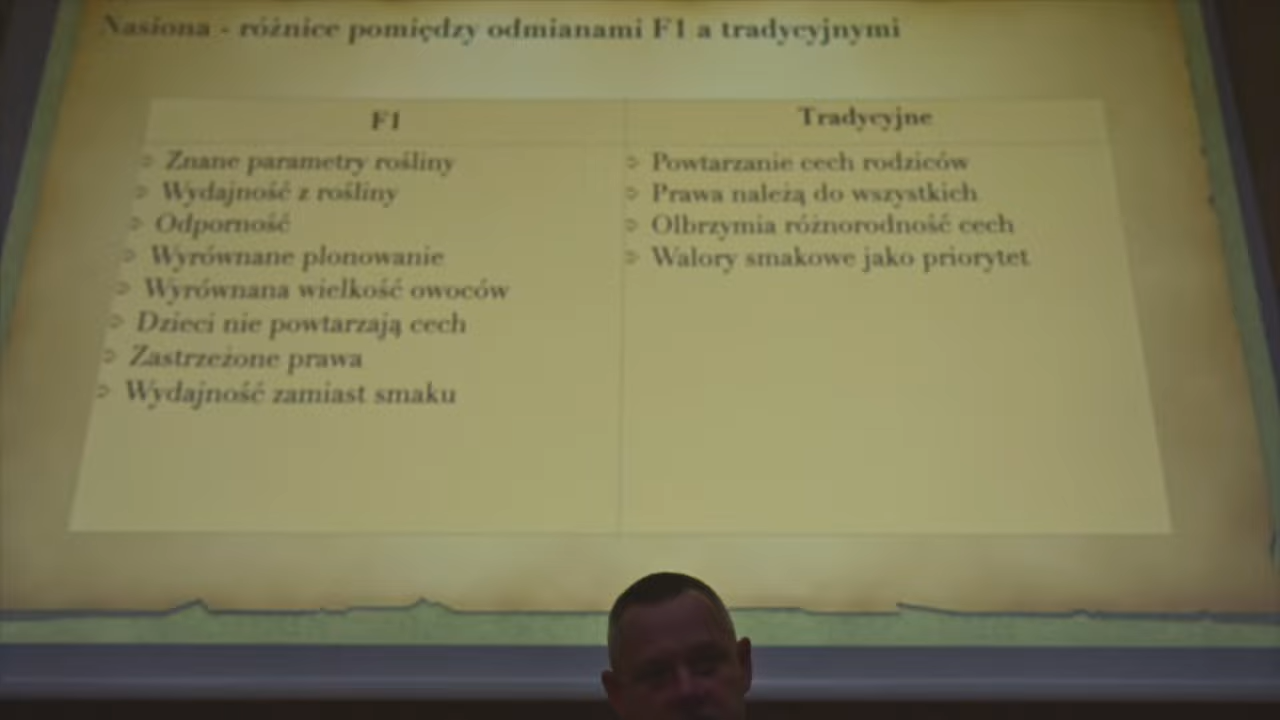 Nasiona - różnice pomiędzy odmianami F1 a tradycyjnymi
F1
Znane parametry rośliny
Wydajność z rośliny
Odporność
Wyrównane plonowanie
Wyrównana wielkość owoców
Dzieci nie powtarzają cech
Zastrzeżone prawa
Wydajność zamiast smaku
Tradycyjne
Powtarzanie cech rodziców
Prawa należą do wszystkich
Olbrzymia różnorodność cech
Walory smakowe jako priorytet